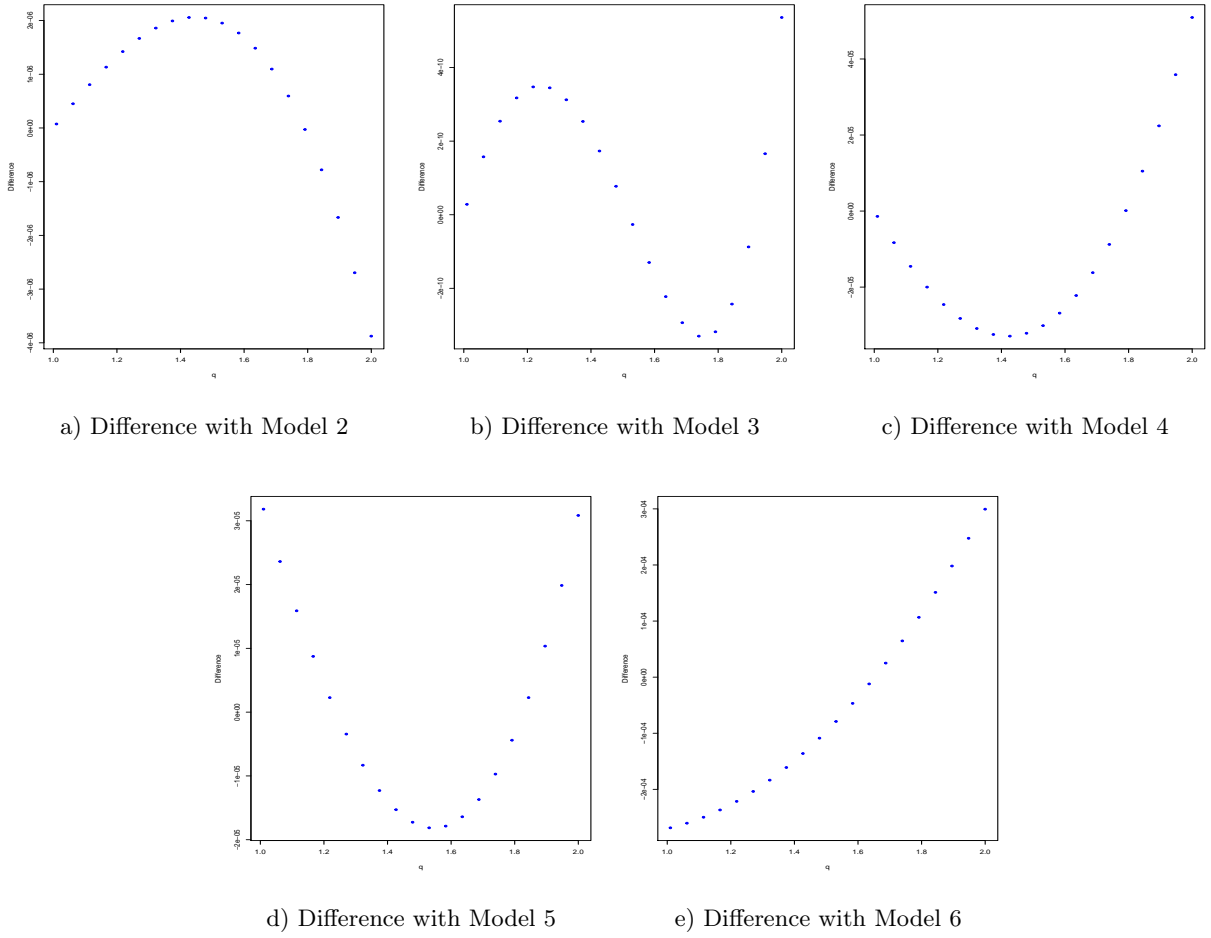 2e−06
1e−06
0e+00
−1e−06
−2e−06
−3e−06
−4e−06
Difference
1.0 1.2 1.4 1.6 1.8 2.0
q
a) Difference with Model 2
4e−10
2e−10
0e+00
−2e−10
Difference
1.0 1.2 1.4 1.6 1.8 2.0
q
b) Difference with Model 3
4e−05
2e−05
0e+00
−2e−05
Difference
1.0 1.2 1.4 1.6 1.8 2.0
q
c) Difference with Model 4
3e−05
2e−05
1e−05
0e+00
−1e−05
−2e−05
Difference
1.0 1.2 1.4 1.6 1.8 2.0
q
d) Difference with Model 5
3e−04
2e−04
1e−04
0e+00
−1e−04
−2e−04
Difference
1.0 1.2 1.4 1.6 1.8 2.0
q
e) Difference with Model 6